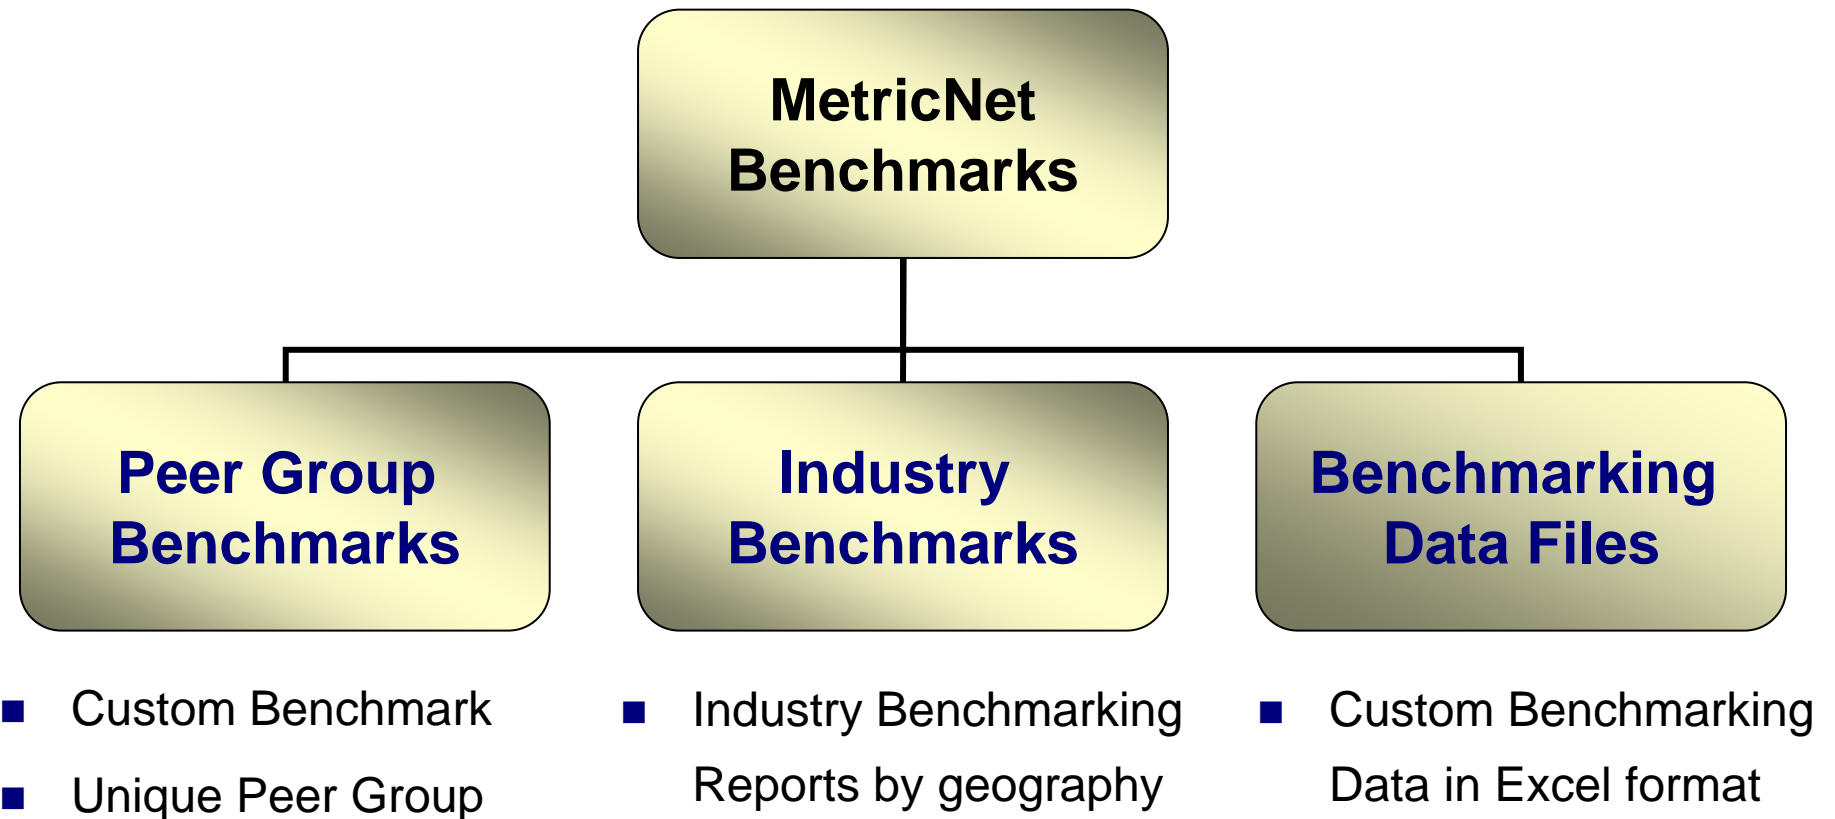 MetricNet
Benchmarks
Peer Group
Benchmarks
Industry
Benchmarks
Benchmarking
Data Files
Custom Benchmark
Unique Peer Group
Industry Benchmarking
Reports by geography
Custom Benchmarking
Data in Excel format